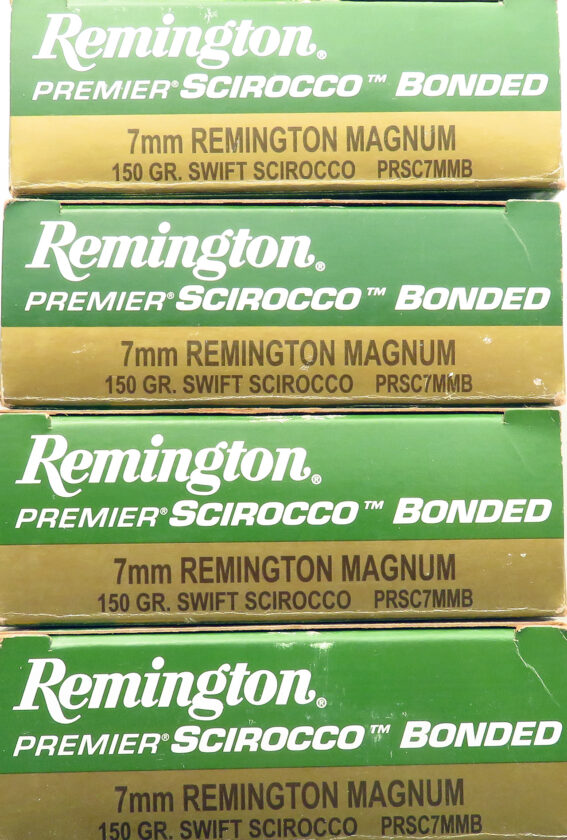 Remington®
PREMIER® SCIROCCO™ BONDED
7mm REMINGTON MAGNUM
150 GR. SWIFT SCIROCCO PRSC7MMB
Remington®
PREMIER® SCIROCCO™ BONDED
7mm REMINGTON MAGNUM
150 GR. SWIFT SCIROCCO PRSC7MMB
Remington®
PREMIER® SCIROCCO™ BONDED
7mm REMINGTON MAGNUM
150 GR. SWIFT SCIROCCO PRSC7MMB
Remington®
PREMIER® SCIROCCO™ BONDED
7mm REMINGTON MAGNUM
150 GR. SWIFT SCIROCCO PRSC7MMB